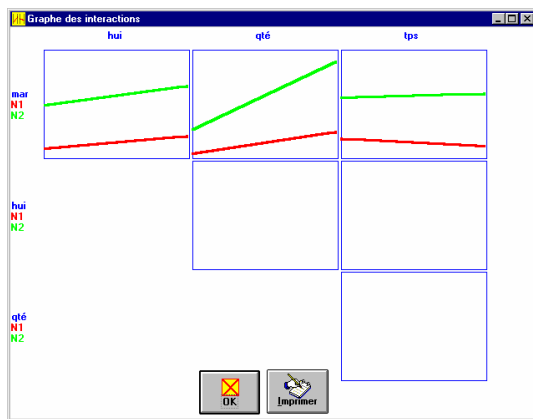 Graphe des interactions
hui qté tps
mar
N1
N2
hui
N1
N2
qté
N1
N2
OK
Imprimer